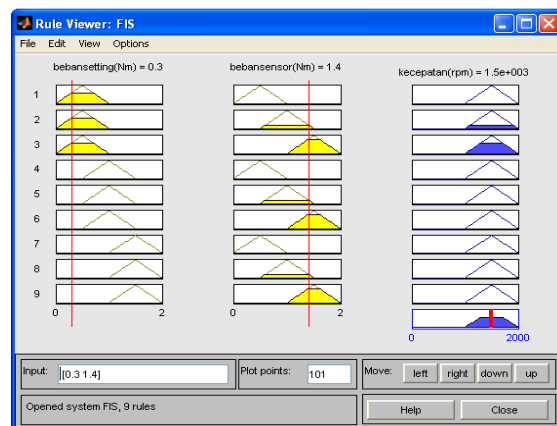 Rule Viewer: FIS
File Edit View Options
bebansetting(Nm) = 0.3 bebansensor(Nm) = 1.4 kecepatan(rpm) = 1.5e+003
1
2
3
4
5
6
7
8
9
0 2 0 2
0 2000
Input: [0.3 1.4] Plot points: 101 Move: left right down up
Opened system FIS, 9 rules Help Close